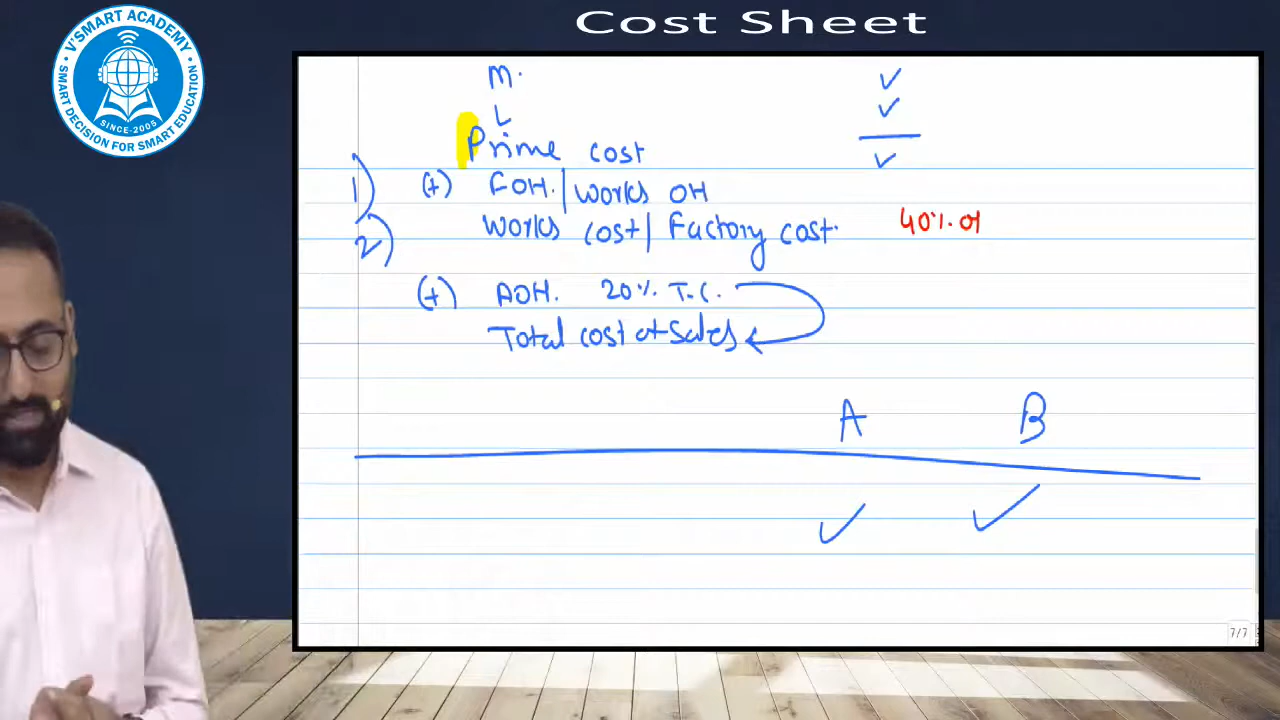 Cost Sheet
V'SMART ACADEMY
SINCE-2005
SMART DECISION FOR SMART EDUCATION
M.
L
Prime cost
1) (+) FOH. | Works OH
2) Works cost | Factory cost. 40% of
(+) AOH. 20% T.C.
Total cost of Sales
A B
7/7